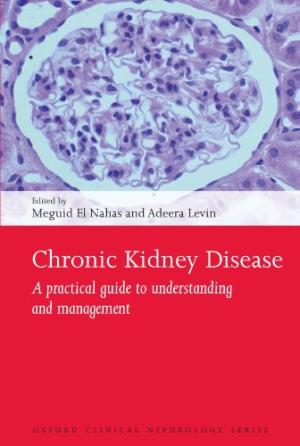 Edited by
Meguid El Nahas and Adeera Levin
Chronic Kidney Disease
A practical guide to understanding
and management
OXFORD CLINICAL NEPHROLOGY SERIES